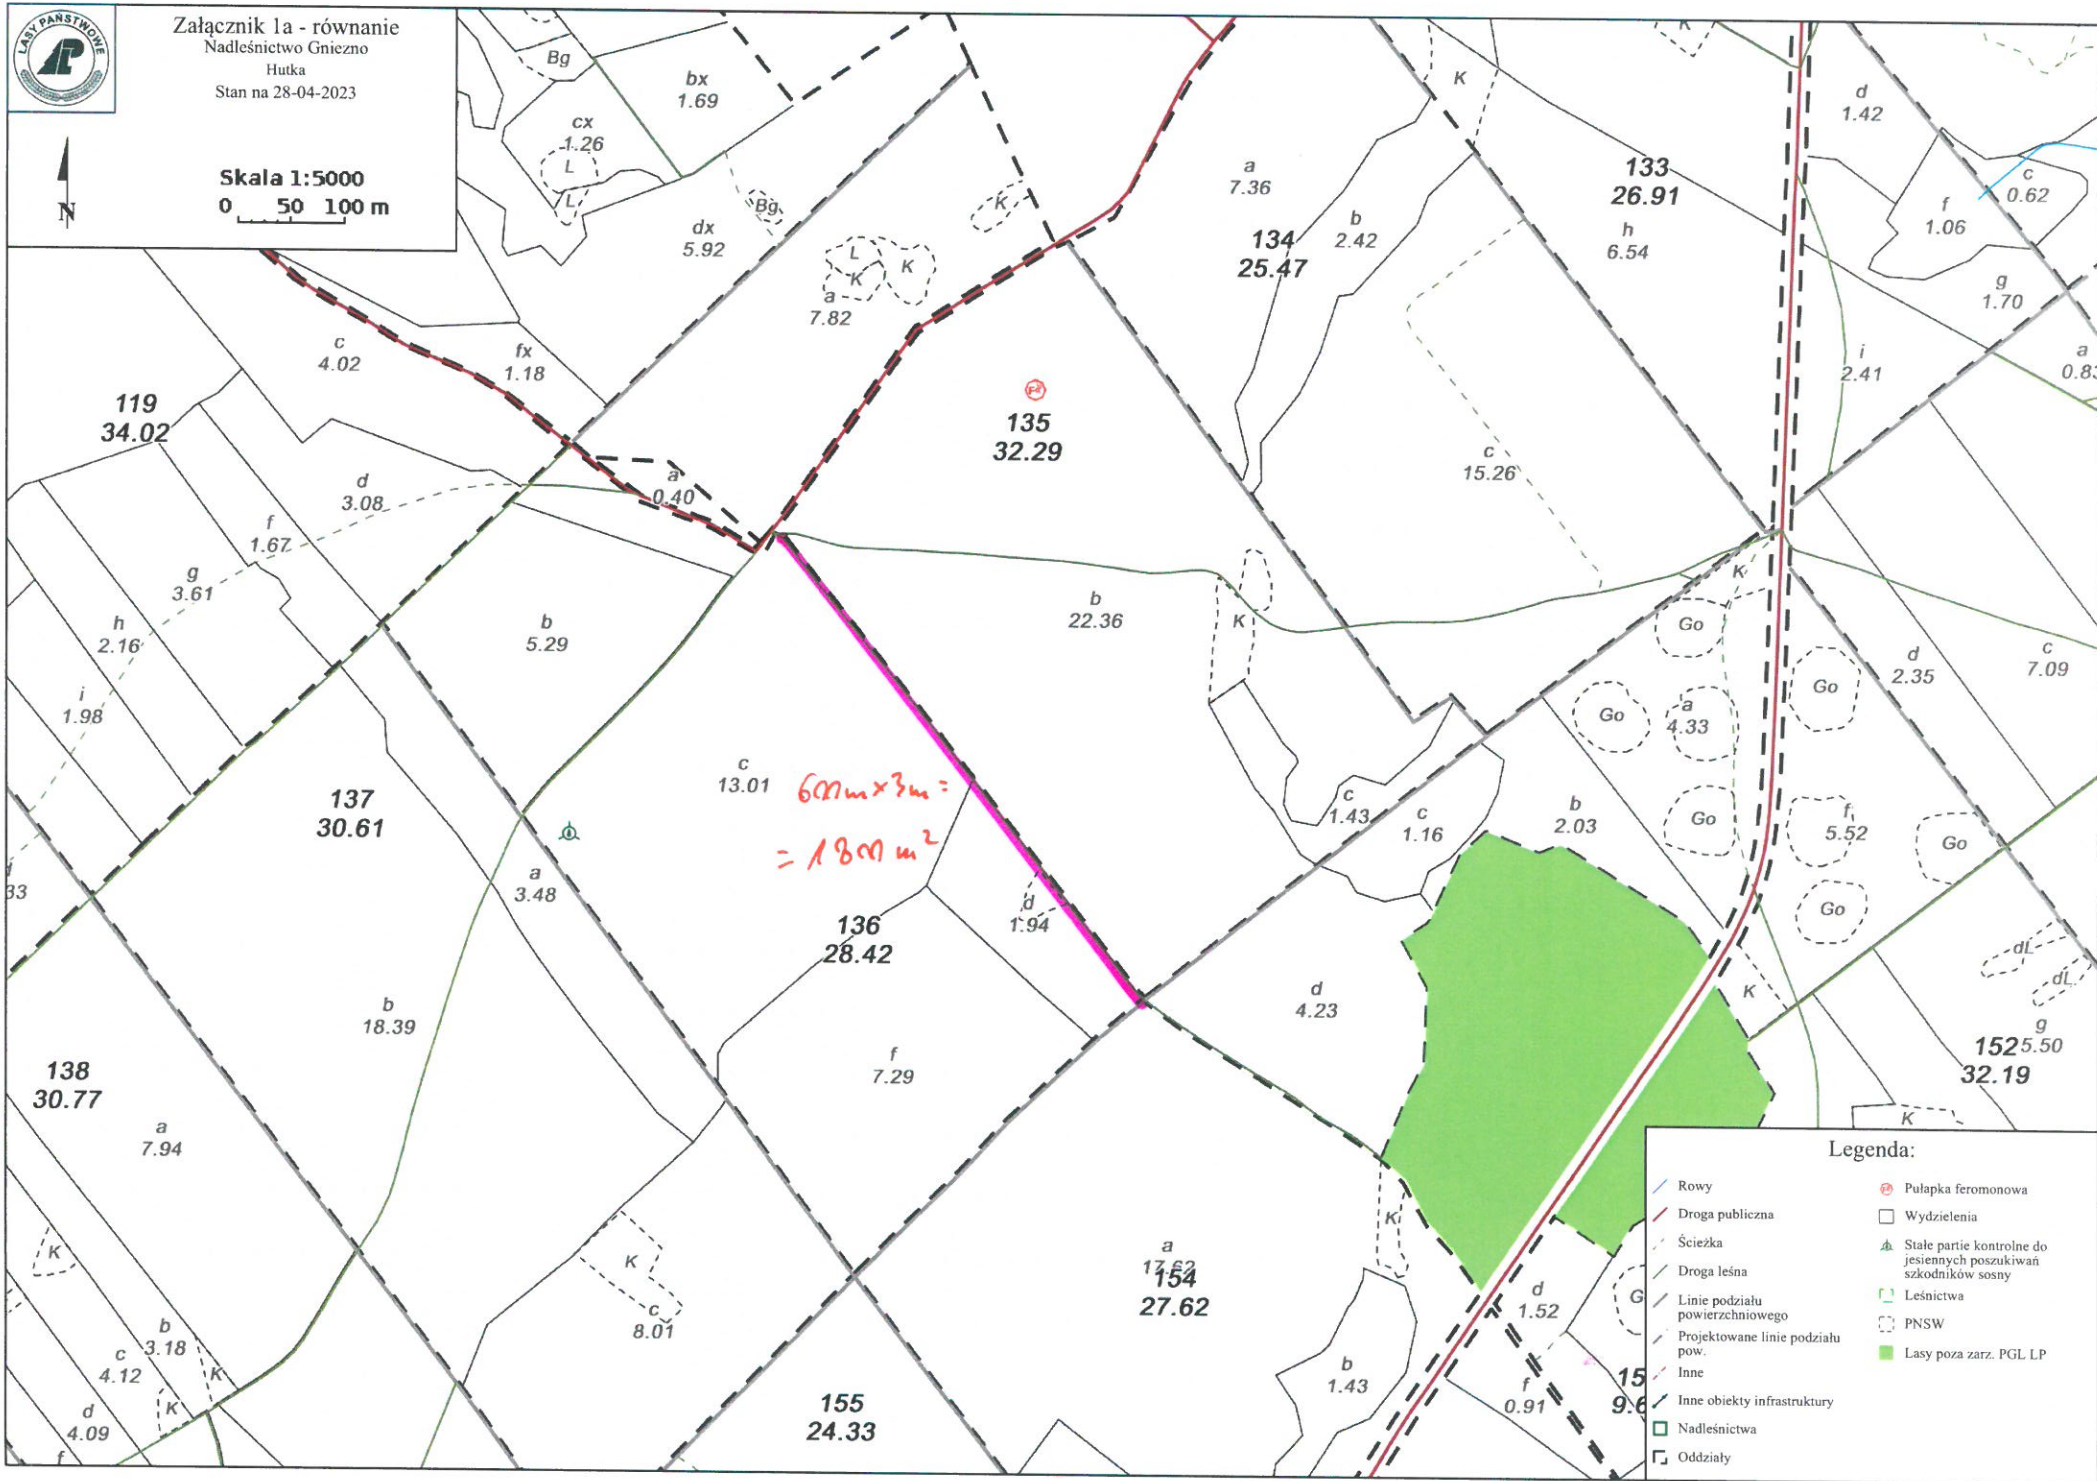 LASY PAŃSTWOWE
Załącznik 1a - równanie
Nadleśnictwo Gniezno
Hutka
Stan na 28-04-2023
N
Skala 1:5000
0 50 100 m
Bg
bx
1.69
cx
1.26
L
L
Bg
dx
5.92
K
L
K
K
a
7.82
a
7.36
K
134
25.47
b
2.42
133
26.91
h
6.54
d
1.42
c
0.62
f
1.06
g
1.70
i
2.41
a
c
4.02
fx
1.18
119
34.02
135
32.29
c
15.26
a
0.40
d
3.08
f
1.67
g
3.61
h
2.16
i
1.98
b
5.29
b
22.36
K
K
Go
Go
a
4.33
Go
d
2.35
c
7.09
c
13.01
600m x 3m =
= 1800 m²
137
30.61
a
3.48
136
28.42
d
1.94
c
1.43
c
1.16
b
2.03
Go
f
5.52
Go
Go
dL
dL
K
d
4.23
33
b
18.39
f
7.29
g
5.50
152
32.19
138
30.77
a
7.94
K
K
K
K
c
8.01
a
17.62
154
27.62
b
1.43
d
1.52
f
0.91
b
3.18
c
4.12
K
K
d
4.09
f
155
24.33
Legenda:
Rowy
Droga publiczna
Ścieżka
Droga leśna
Linie podziału
powierzchniowego
Projektowane linie podziału
pow.
Inne
Inne obiekty infrastruktury
Nadleśnictwa
Oddziały
Pułapka feromonowa
Wydzielenia
Stałe partie kontrolne do
jesiennych poszukiwań
szkodników sosny
Leśnictwa
PNSW
Lasy poza zarz. PGL LP